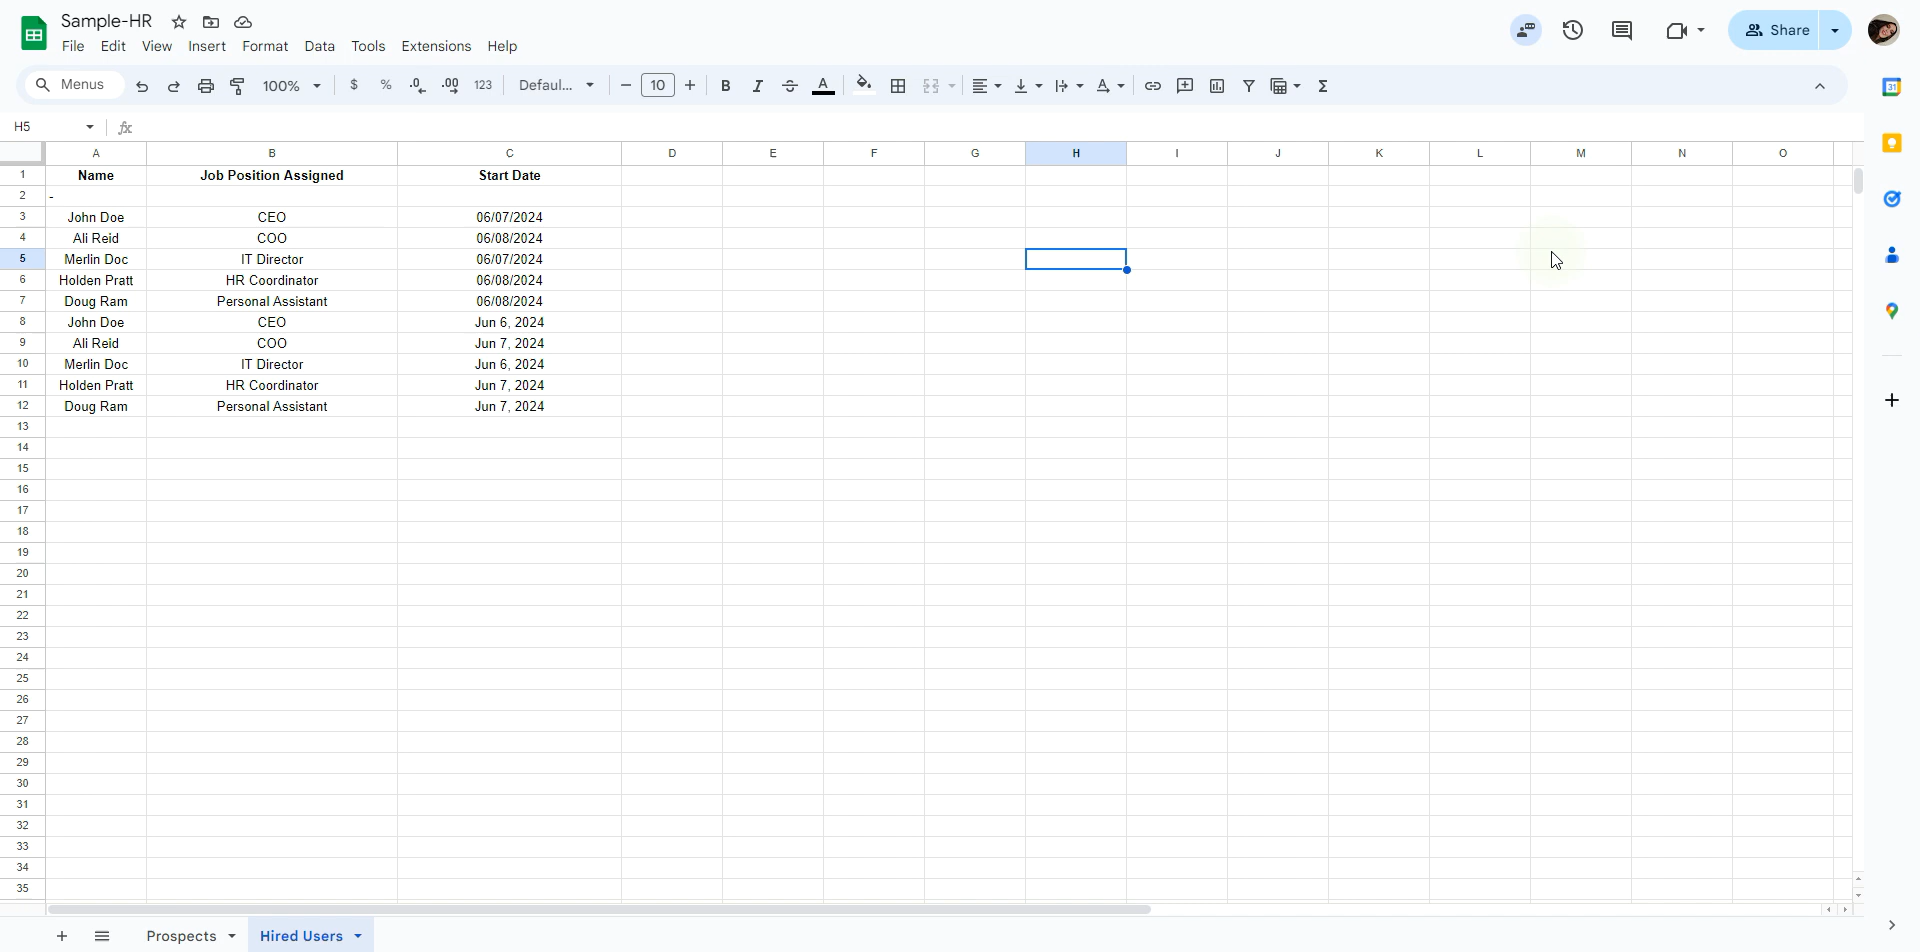 Sample-HR
File Edit View Insert Format Data Tools Extensions Help
Share
Menus 100% $ % .0 .00 123 Defaul... − 10 + B I S A Σ
H5 fx
A B C D E F G H I J K L M N O
1 Name Job Position Assigned Start Date
2 -
3 John Doe CEO 06/07/2024
4 Ali Reid COO 06/08/2024
5 Merlin Doc IT Director 06/07/2024
6 Holden Pratt HR Coordinator 06/08/2024
7 Doug Ram Personal Assistant 06/08/2024
8 John Doe CEO Jun 6, 2024
9 Ali Reid COO Jun 7, 2024
10 Merlin Doc IT Director Jun 6, 2024
11 Holden Pratt HR Coordinator Jun 7, 2024
12 Doug Ram Personal Assistant Jun 7, 2024
13
14
15
16
17
18
19
20
21
22
23
24
25
26
27
28
29
30
31
32
33
34
35
31
Prospects Hired Users